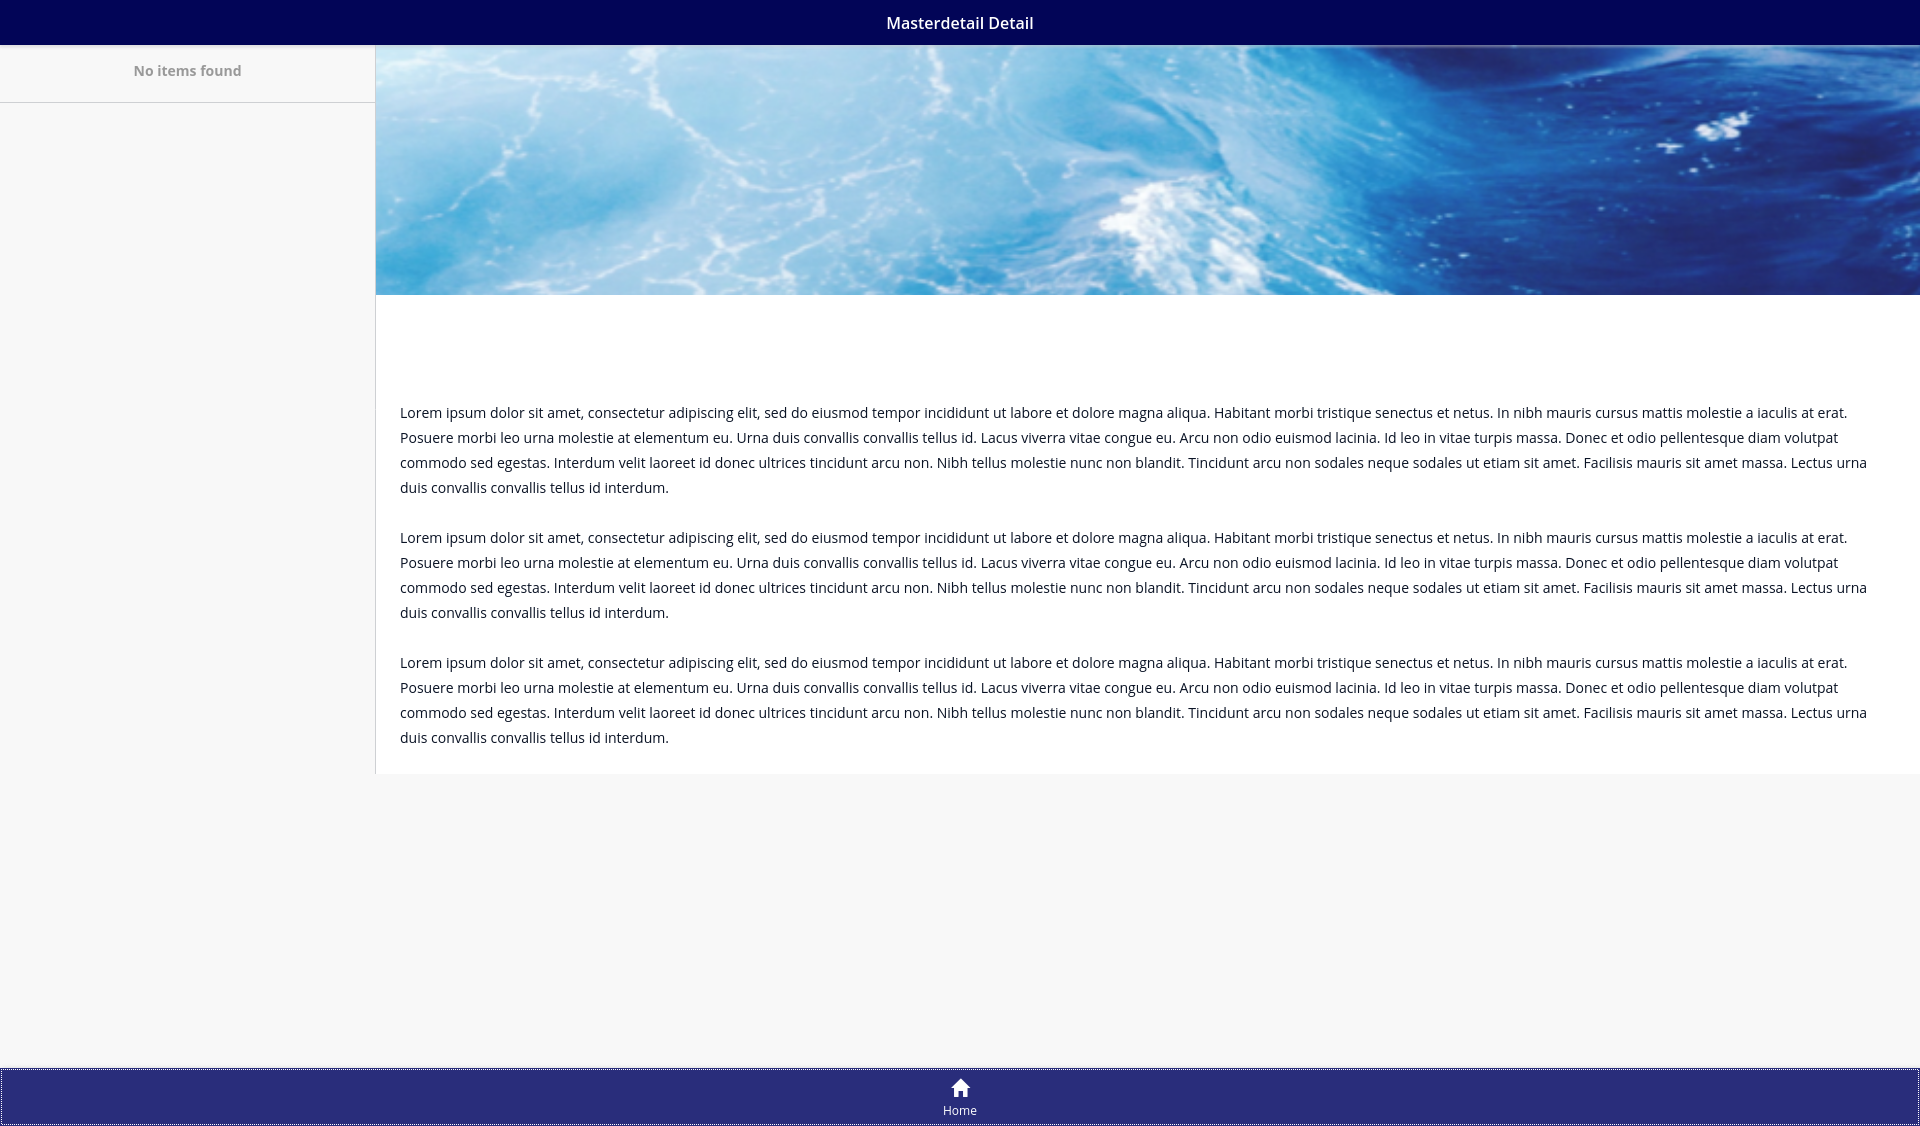 Masterdetail Detail
No items found
Lorem ipsum dolor sit amet, consectetur adipiscing elit, sed do eiusmod tempor incididunt ut labore et dolore magna aliqua. Habitant morbi tristique senectus et netus. In nibh mauris cursus mattis molestie a iaculis at erat.
Posuere morbi leo urna molestie at elementum eu. Urna duis convallis convallis tellus id. Lacus viverra vitae congue eu. Arcu non odio euismod lacinia. Id leo in vitae turpis massa. Donec et odio pellentesque diam volutpat
commodo sed egestas. Interdum velit laoreet id donec ultrices tincidunt arcu non. Nibh tellus molestie nunc non blandit. Tincidunt arcu non sodales neque sodales ut etiam sit amet. Facilisis mauris sit amet massa. Lectus urna
duis convallis convallis tellus id interdum.
Lorem ipsum dolor sit amet, consectetur adipiscing elit, sed do eiusmod tempor incididunt ut labore et dolore magna aliqua. Habitant morbi tristique senectus et netus. In nibh mauris cursus mattis molestie a iaculis at erat.
Posuere morbi leo urna molestie at elementum eu. Urna duis convallis convallis tellus id. Lacus viverra vitae congue eu. Arcu non odio euismod lacinia. Id leo in vitae turpis massa. Donec et odio pellentesque diam volutpat
commodo sed egestas. Interdum velit laoreet id donec ultrices tincidunt arcu non. Nibh tellus molestie nunc non blandit. Tincidunt arcu non sodales neque sodales ut etiam sit amet. Facilisis mauris sit amet massa. Lectus urna
duis convallis convallis tellus id interdum.
Lorem ipsum dolor sit amet, consectetur adipiscing elit, sed do eiusmod tempor incididunt ut labore et dolore magna aliqua. Habitant morbi tristique senectus et netus. In nibh mauris cursus mattis molestie a iaculis at erat.
Posuere morbi leo urna molestie at elementum eu. Urna duis convallis convallis tellus id. Lacus viverra vitae congue eu. Arcu non odio euismod lacinia. Id leo in vitae turpis massa. Donec et odio pellentesque diam volutpat
commodo sed egestas. Interdum velit laoreet id donec ultrices tincidunt arcu non. Nibh tellus molestie nunc non blandit. Tincidunt arcu non sodales neque sodales ut etiam sit amet. Facilisis mauris sit amet massa. Lectus urna
duis convallis convallis tellus id interdum.
Home